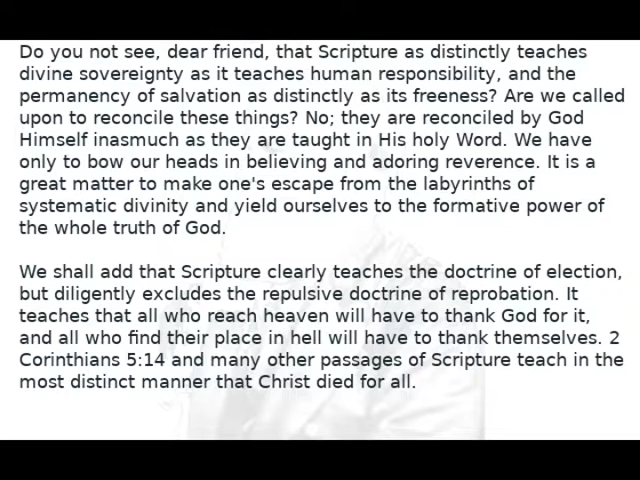 Do you not see, dear friend, that Scripture as distinctly teaches
divine sovereignty as it teaches human responsibility, and the
permanency of salvation as distinctly as its freeness? Are we called
upon to reconcile these things? No; they are reconciled by God
Himself inasmuch as they are taught in His holy Word. We have
only to bow our heads in believing and adoring reverence. It is a
great matter to make one's escape from the labyrinths of
systematic divinity and yield ourselves to the formative power of
the whole truth of God.
We shall add that Scripture clearly teaches the doctrine of election,
but diligently excludes the repulsive doctrine of reprobation. It
teaches that all who reach heaven will have to thank God for it,
and all who find their place in hell will have to thank themselves. 2
Corinthians 5:14 and many other passages of Scripture teach in the
most distinct manner that Christ died for all.